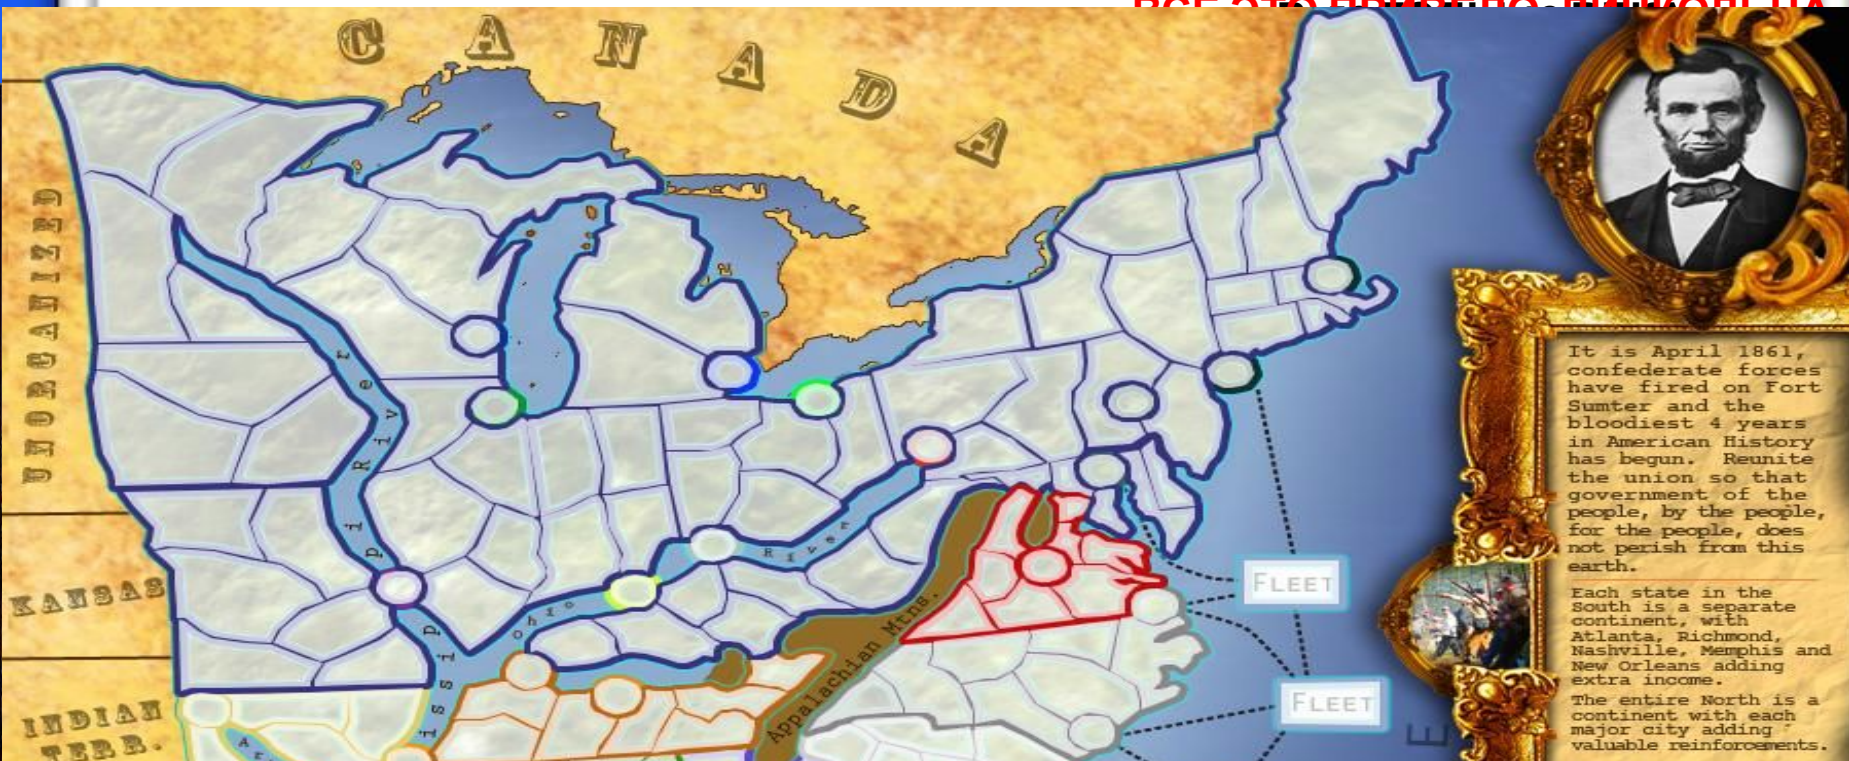 ВСЕ ЭТО ПРИВЕЛО
CANADA
UNORGANIZED
KANSAS
INDIAN
TERR.
issippi River
Ohio River
Appalachian Mtns.
FLEET
FLEET
It is April 1861,
confederate forces
have fired on Fort
Sumter and the
bloodiest 4 years
in American History
has begun. Reunite
the union so that
government of the
people, by the people,
for the people, does
not perish from this
earth.
Each state in the
South is a separate
continent, with
Atlanta, Richmond,
Nashville, Memphis and
New Orleans adding
extra income.
The entire North is a
continent with each
major city adding
valuable reinforcements.